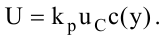 U = k_p u_C c(y).